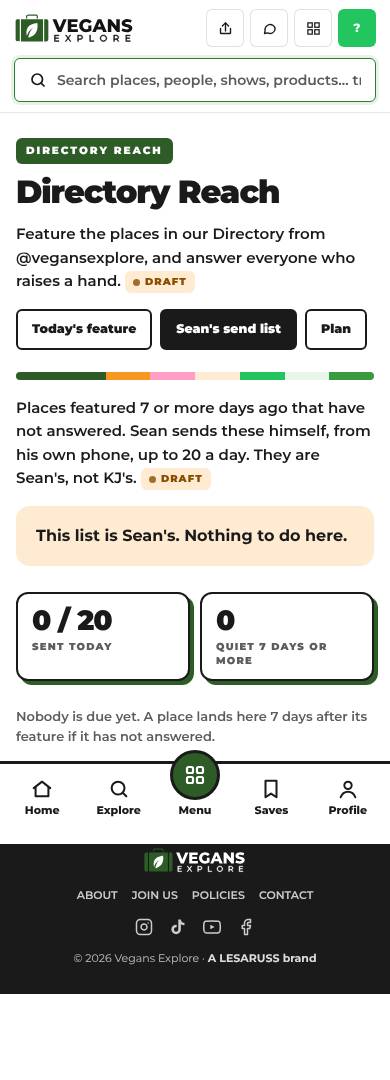 VEGANS
EXPLORE
?
Search places, people, shows, products...
DIRECTORY REACH
Directory Reach
Feature the places in our Directory from
@vegansexplore, and answer everyone who
raises a hand. DRAFT
Today's feature
Sean's send list
Plan
Places featured 7 or more days ago that have
not answered. Sean sends these himself, from
his own phone, up to 20 a day. They are
Sean's, not KJ's. DRAFT
This list is Sean's. Nothing to do here.
0 / 20
SENT TODAY
0
QUIET 7 DAYS OR
MORE
Nobody is due yet. A place lands here 7 days after its
feature if it has not answered.
Home
Explore
Menu
Saves
Profile
VEGANS
EXPLORE
ABOUT JOIN US POLICIES CONTACT
© 2026 Vegans Explore · A LESARUSS brand